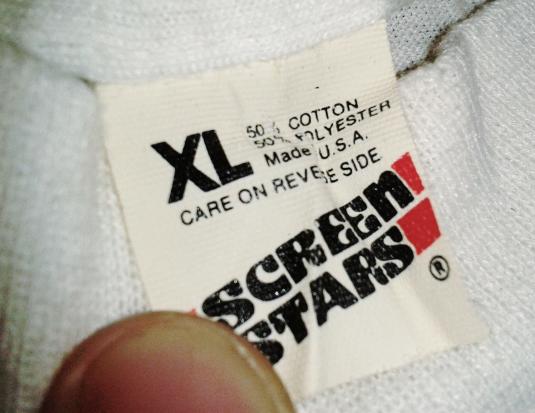 XL
50% COTTON
50% POLYESTER
Made U.S.A.
CARE ON REVERSE SIDE
SCREEN
STARS
®